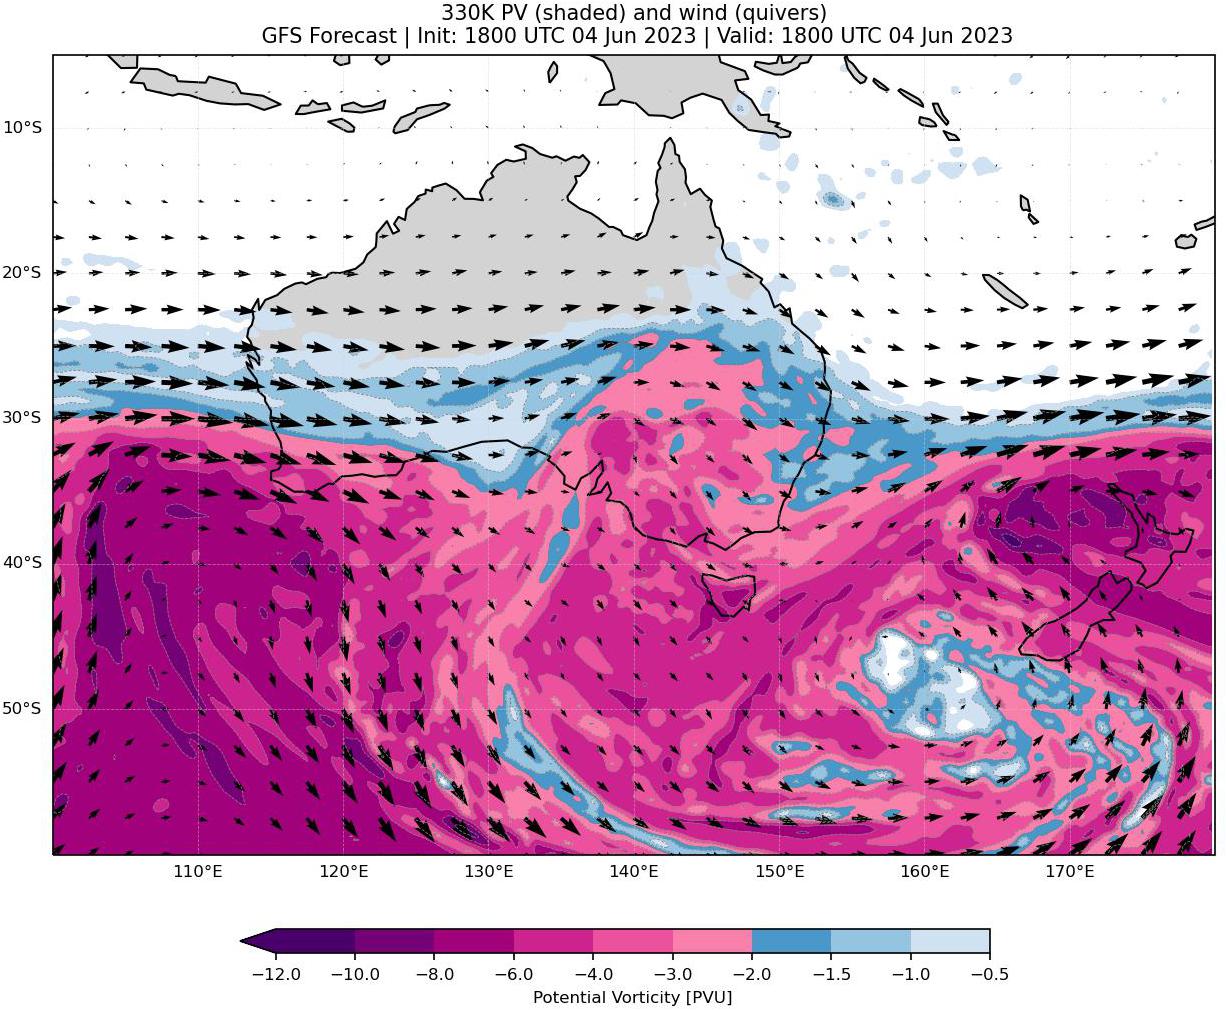 330K PV (shaded) and wind (quivers)
GFS Forecast | Init: 1800 UTC 04 Jun 2023 | Valid: 1800 UTC 04 Jun 2023
10°S
20°S
30°S
40°S
50°S
110°E 120°E 130°E 140°E 150°E 160°E 170°E
−12.0 −10.0 −8.0 −6.0 −4.0 −3.0 −2.0 −1.5 −1.0 −0.5
Potential Vorticity [PVU]